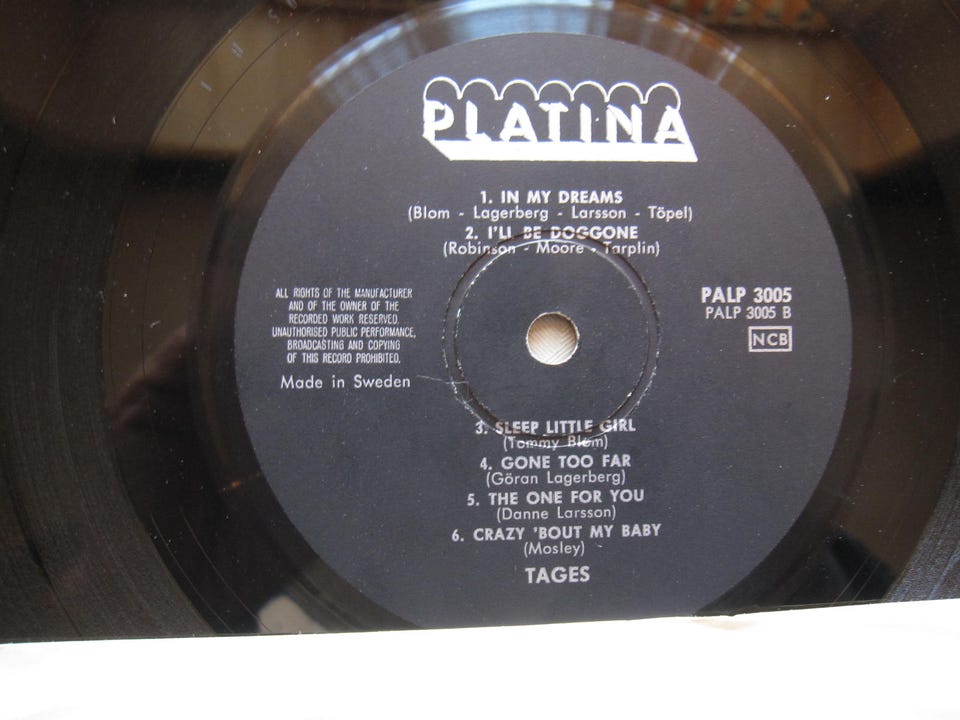 PLATINA
1. IN MY DREAMS
(Blom - Lagerberg - Larsson - Töpel)
2. I'LL BE DOGGONE
(Robinson - Moore - Tarplin)
ALL RIGHTS OF THE MANUFACTURER
AND OF THE OWNER OF THE
RECORDED WORK RESERVED.
UNAUTHORISED PUBLIC PERFORMANCE,
BROADCASTING AND COPYING
OF THIS RECORD PROHIBITED.
Made in Sweden
PALP 3005
PALP 3005 B
NCB
3. SLEEP LITTLE GIRL
(Tommy Blom)
4. GONE TOO FAR
(Göran Lagerberg)
5. THE ONE FOR YOU
(Danne Larsson)
6. CRAZY 'BOUT MY BABY
(Mosley)
TAGES